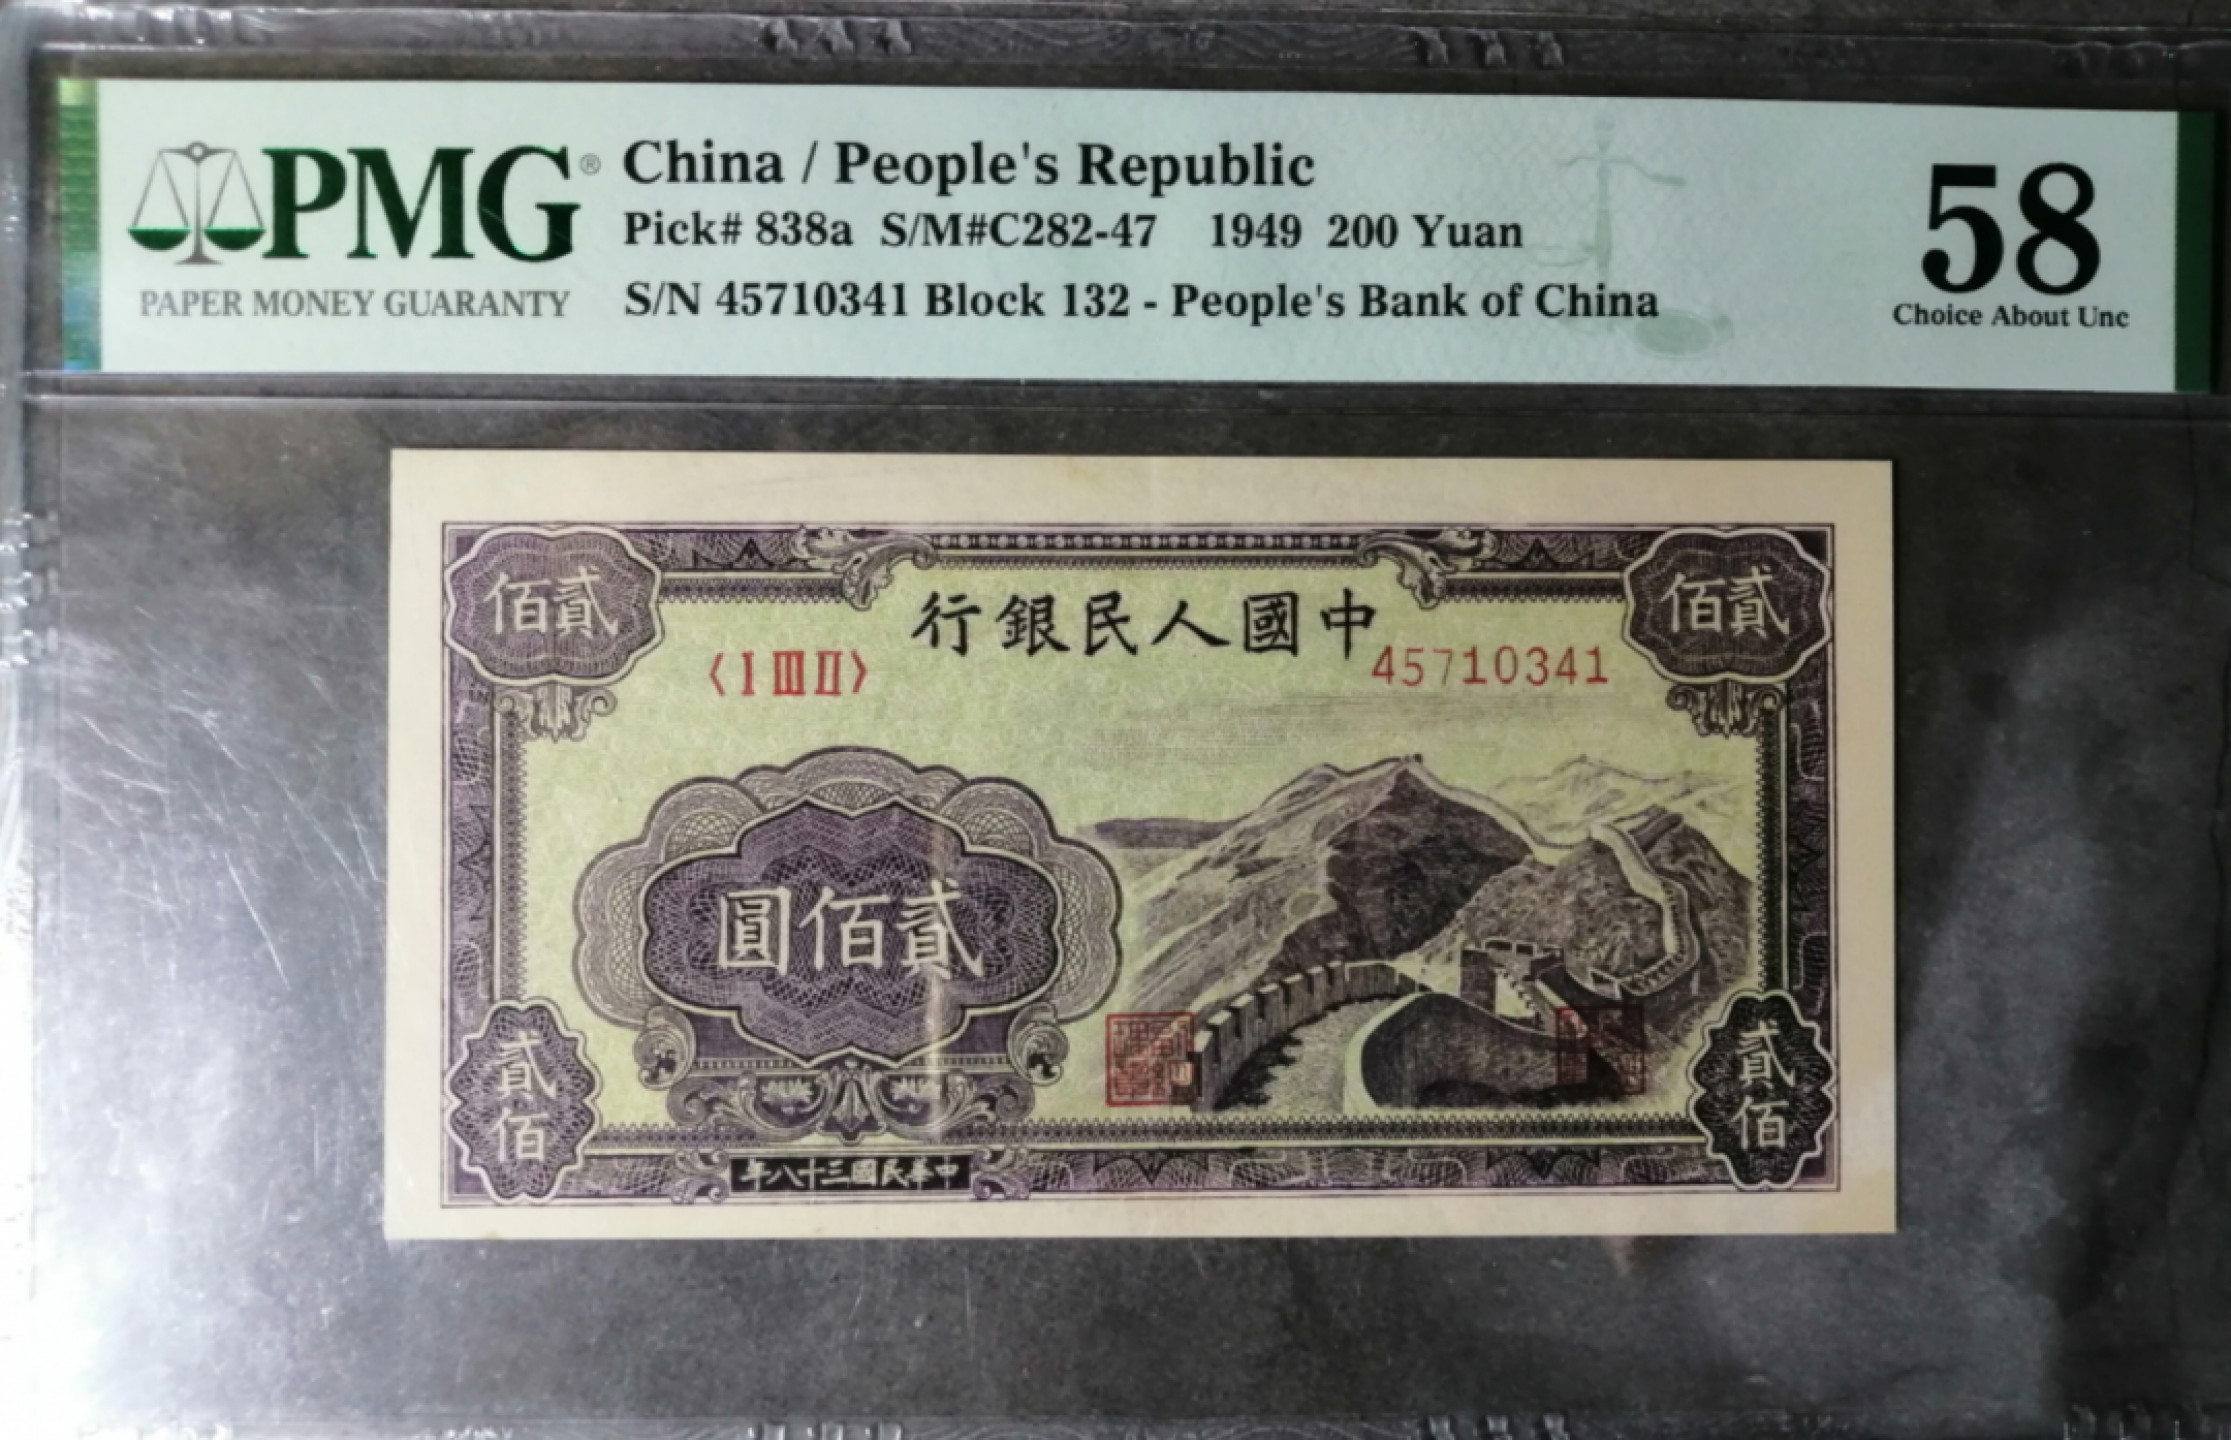 PMG®
PAPER MONEY GUARANTY
China / People's Republic
Pick# 838a S/M#C282-47 1949 200 Yuan
S/N 45710341 Block 132 - People's Bank of China
58
Choice About Unc
佰貳
行銀民人國中
佰貳
〈I III II〉
45710341
圓佰貳
貳佰
貳佰
年八十三國民華中